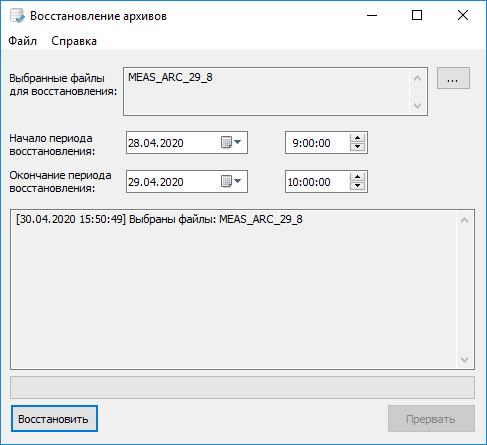 Восстановление архивов
Файл Справка
Выбранные файлы
для восстановления:
MEAS_ARC_29_8
...
Начало периода
восстановления:
28.04.2020
9:00:00
Окончание периода
восстановления:
29.04.2020
10:00:00
[30.04.2020 15:50:49] Выбраны файлы: MEAS_ARC_29_8
Восстановить
Прервать